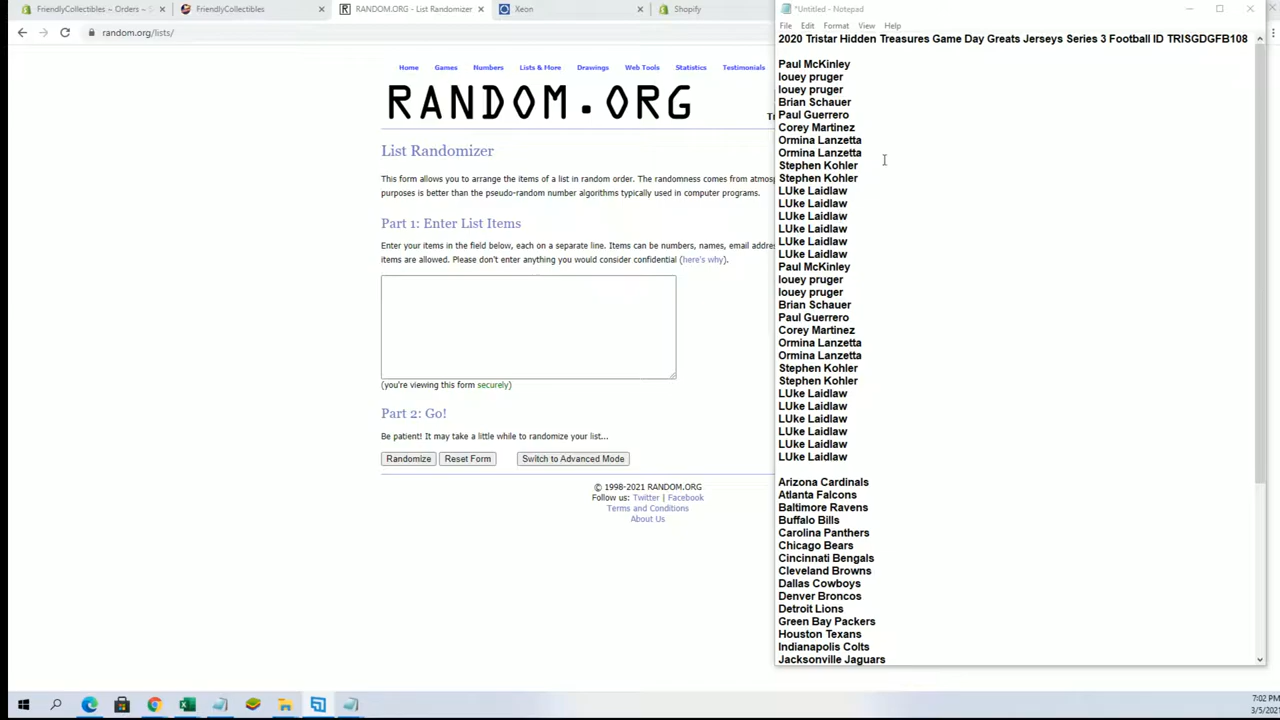 FriendlyCollectibles ~ Orders ~ S
FriendlyCollectibles
RANDOM.ORG - List Randomizer
Xeon
Shopify
random.org/lists/
Home Games Numbers Lists & More Drawings Web Tools Statistics Testimonials
RANDOM.ORG
List Randomizer
This form allows you to arrange the items of a list in random order. The randomness comes from atmosp
purposes is better than the pseudo-random number algorithms typically used in computer programs.
Part 1: Enter List Items
Enter your items in the field below, each on a separate line. Items can be numbers, names, email addre
items are allowed. Please don't enter anything you would consider confidential (here's why).
(you're viewing this form securely)
Part 2: Go!
Be patient! It may take a little while to randomize your list...
Randomize Reset Form Switch to Advanced Mode
© 1998-2021 RANDOM.ORG
Follow us: Twitter | Facebook
Terms and Conditions
About Us
*Untitled - Notepad
File Edit Format View Help
2020 Tristar Hidden Treasures Game Day Greats Jerseys Series 3 Football ID TRISGDGFB108
Paul McKinley
louey pruger
louey pruger
Brian Schauer
Paul Guerrero
Corey Martinez
Ormina Lanzetta
Ormina Lanzetta
Stephen Kohler
Stephen Kohler
LUke Laidlaw
LUke Laidlaw
LUke Laidlaw
LUke Laidlaw
LUke Laidlaw
LUke Laidlaw
Paul McKinley
louey pruger
louey pruger
Brian Schauer
Paul Guerrero
Corey Martinez
Ormina Lanzetta
Ormina Lanzetta
Stephen Kohler
Stephen Kohler
LUke Laidlaw
LUke Laidlaw
LUke Laidlaw
LUke Laidlaw
LUke Laidlaw
LUke Laidlaw
Arizona Cardinals
Atlanta Falcons
Baltimore Ravens
Buffalo Bills
Carolina Panthers
Chicago Bears
Cincinnati Bengals
Cleveland Browns
Dallas Cowboys
Denver Broncos
Detroit Lions
Green Bay Packers
Houston Texans
Indianapolis Colts
Jacksonville Jaguars
7:02 PM
3/5/2021